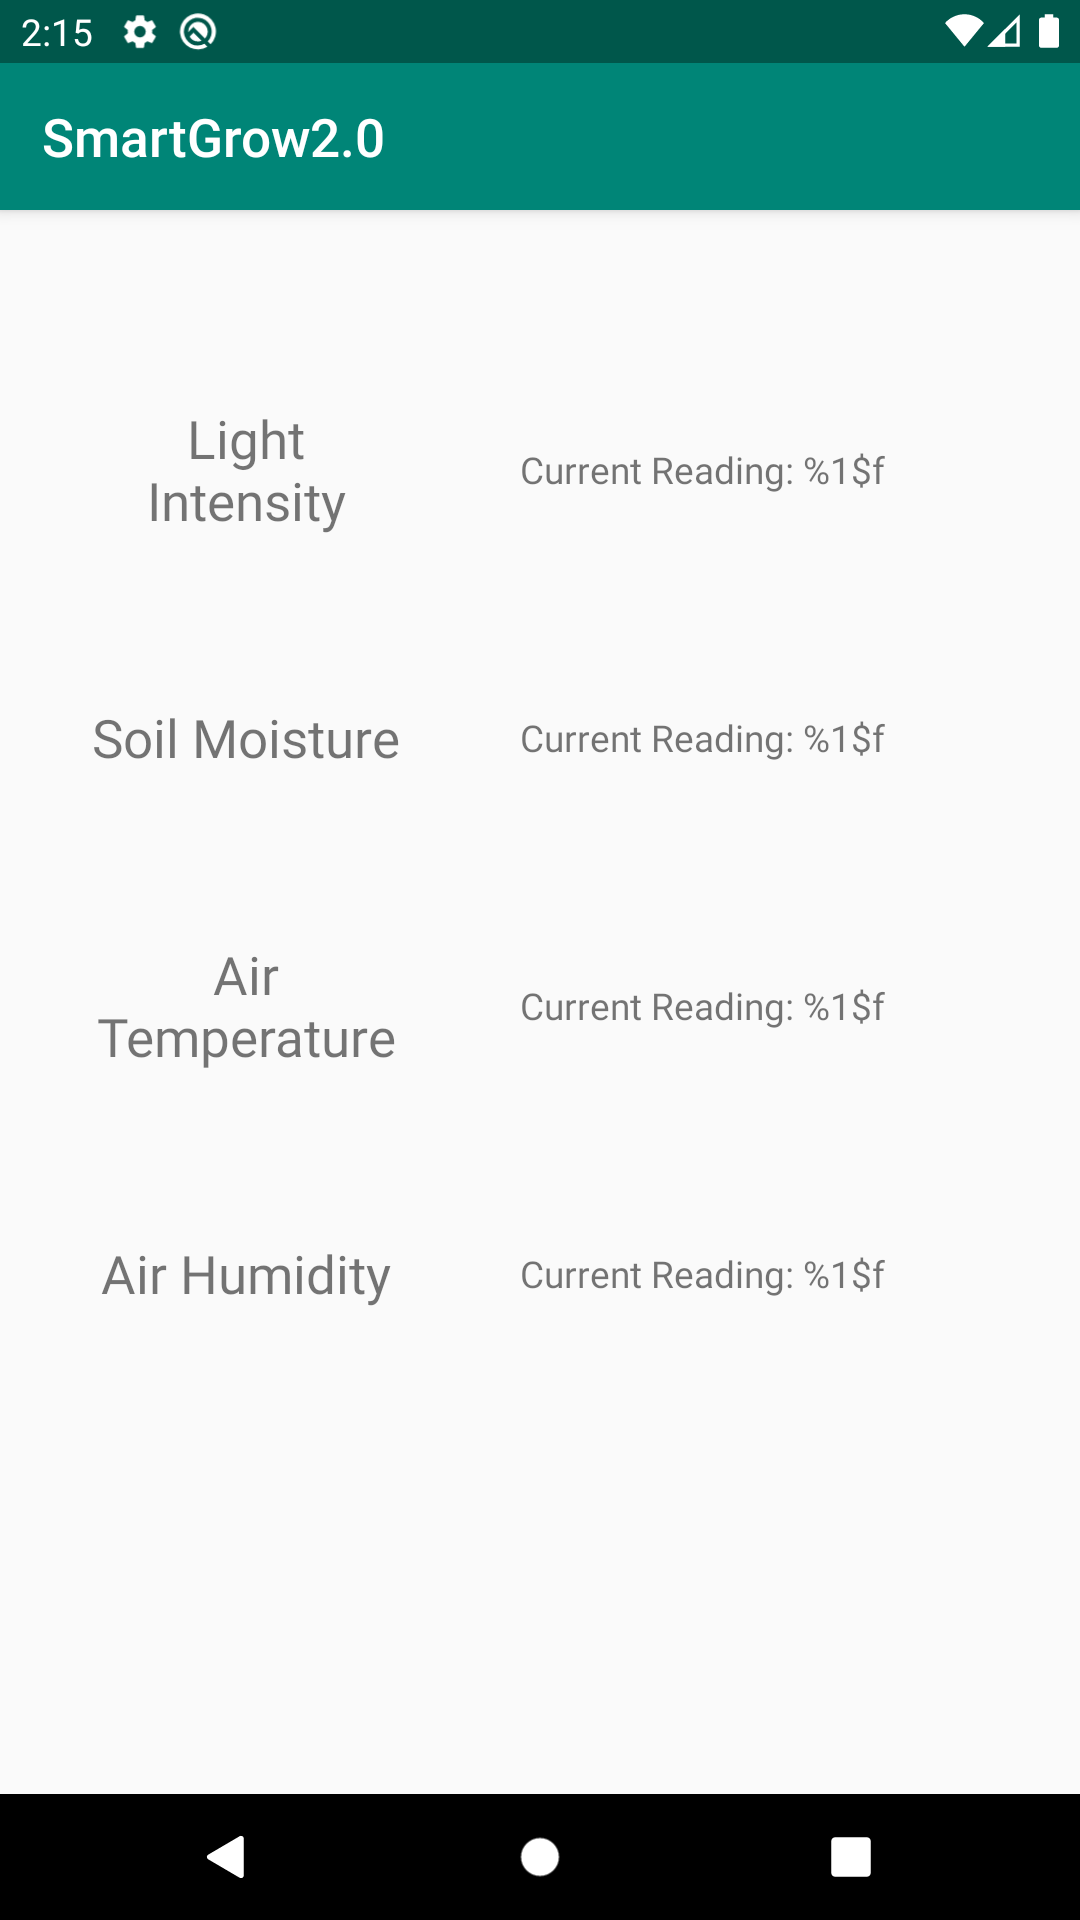 2:15
SmartGrow2.0
Light
Intensity
Current Reading: %1$f
Soil Moisture
Current Reading: %1$f
Air
Temperature
Current Reading: %1$f
Air Humidity
Current Reading: %1$f